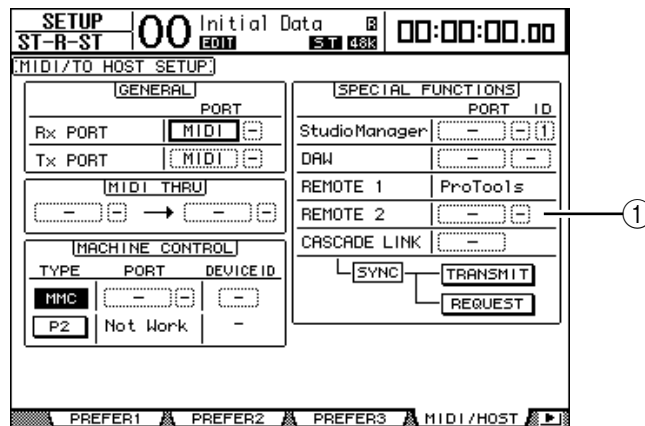 SETUP
ST-R-ST
00
Initial Data
R
EDIT
S.T
48K
00:00:00.00
MIDI/TO HOST SETUP
GENERAL
PORT
Rx PORT MIDI -
Tx PORT MIDI -
MIDI THRU
- - → - -
MACHINE CONTROL
TYPE PORT DEVICE ID
MMC - - -
P2 Not Work -
SPECIAL FUNCTIONS
PORT ID
StudioManager - - 1
DAW - -
REMOTE 1 ProTools
REMOTE 2 - -
CASCADE LINK -
SYNC TRANSMIT
REQUEST
1
PREFER1 PREFER2 PREFER3 MIDI/HOST